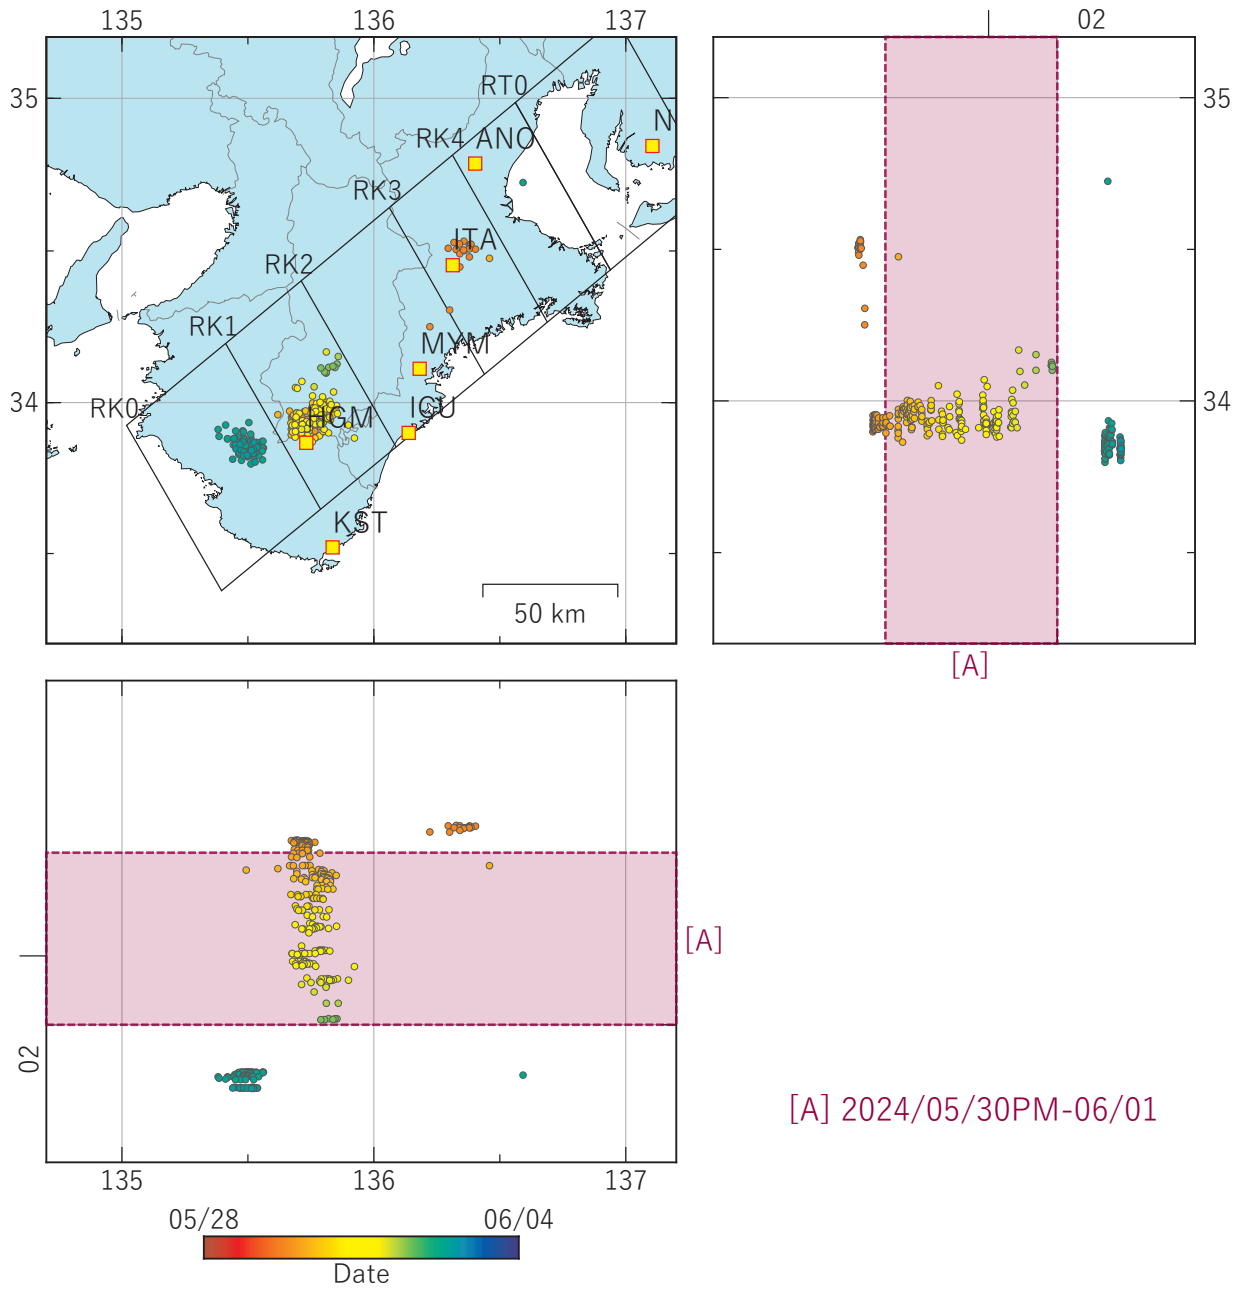 135 136 137
02
35
35
RT0
N
RK4 ANO
RK3
ITA
RK2
RK1
MYM
34
34
RK0
HGM
IGU
KST
50 km
[A]
[A]
02
[A] 2024/05/30PM-06/01
135 136 137
05/28 06/04
Date